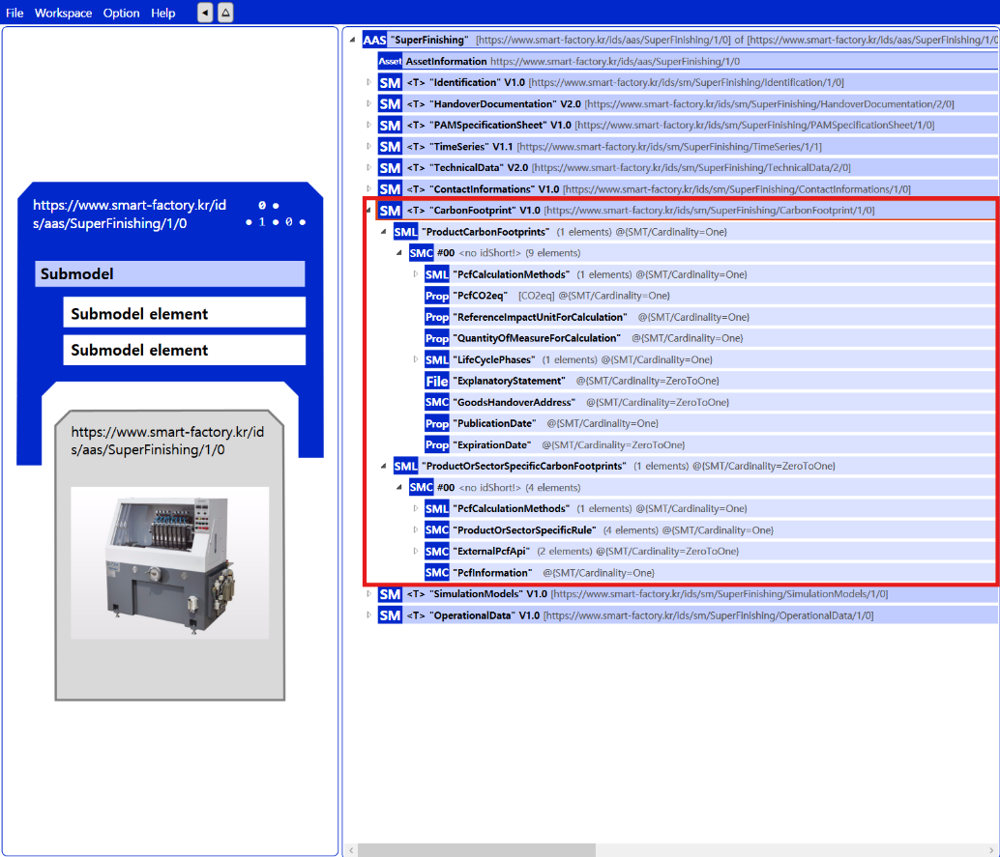 File Workspace Option Help
https://www.smart-factory.kr/id
s/aas/SuperFinishing/1/0
0
1 0
Submodel
Submodel element
Submodel element
https://www.smart-factory.kr/id
s/aas/SuperFinishing/1/0
AAS "SuperFinishing" [https://www.smart-factory.kr/ids/aas/SuperFinishing/1/0] of [https://www.smart-factory.kr/ids/aas/SuperFinishing/1/0
Asset AssetInformation https://www.smart-factory.kr/ids/aas/SuperFinishing/1/0
SM <T> "Identification" V1.0 [https://www.smart-factory.kr/ids/sm/SuperFinishing/Identification/1/0]
SM <T> "HandoverDocumentation" V2.0 [https://www.smart-factory.kr/ids/sm/SuperFinishing/HandoverDocumentation/2/0]
SM <T> "PAMSpecificationSheet" V1.0 [https://www.smart-factory.kr/ids/sm/SuperFinishing/PAMSpecificationSheet/1/0]
SM <T> "TimeSeries" V1.1 [https://www.smart-factory.kr/ids/sm/SuperFinishing/TimeSeries/1/1]
SM <T> "TechnicalData" V2.0 [https://www.smart-factory.kr/ids/sm/SuperFinishing/TechnicalData/2/0]
SM <T> "ContactInformations" V1.0 [https://www.smart-factory.kr/ids/sm/SuperFinishing/ContactInformations/1/0]
SM <T> "CarbonFootprint" V1.0 [https://www.smart-factory.kr/ids/sm/SuperFinishing/CarbonFootprint/1/0]
SML "ProductCarbonFootprints" (1 elements) @{SMT/Cardinality=One}
SMC #00 <no idShort!> (9 elements)
SML "PcfCalculationMethods" (1 elements) @{SMT/Cardinality=One}
Prop "PcfCO2eq" [CO2eq] @{SMT/Cardinality=One}
Prop "ReferenceImpactUnitForCalculation" @{SMT/Cardinality=One}
Prop "QuantityOfMeasureForCalculation" @{SMT/Cardinality=One}
SML "LifeCyclePhases" (1 elements) @{SMT/Cardinality=One}
File "ExplanatoryStatement" @{SMT/Cardinality=ZeroToOne}
SMC "GoodsHandoverAddress" @{SMT/Cardinality=ZeroToOne}
Prop "PublicationDate" @{SMT/Cardinality=One}
Prop "ExpirationDate" @{SMT/Cardinality=ZeroToOne}
SML "ProductOrSectorSpecificCarbonFootprints" (1 elements) @{SMT/Cardinality=ZeroToOne}
SMC #00 <no idShort!> (4 elements)
SML "PcfCalculationMethods" (1 elements) @{SMT/Cardinality=One}
SMC "ProductOrSectorSpecificRule" (4 elements) @{SMT/Cardinality=One}
SMC "ExternalPcfApi" (2 elements) @{SMT/Cardinality=ZeroToOne}
SMC "PcfInformation" @{SMT/Cardinality=One}
SM <T> "SimulationModels" V1.0 [https://www.smart-factory.kr/ids/sm/SuperFinishing/SimulationModels/1/0]
SM <T> "OperationalData" V1.0 [https://www.smart-factory.kr/ids/sm/SuperFinishing/OperationalData/1/0]